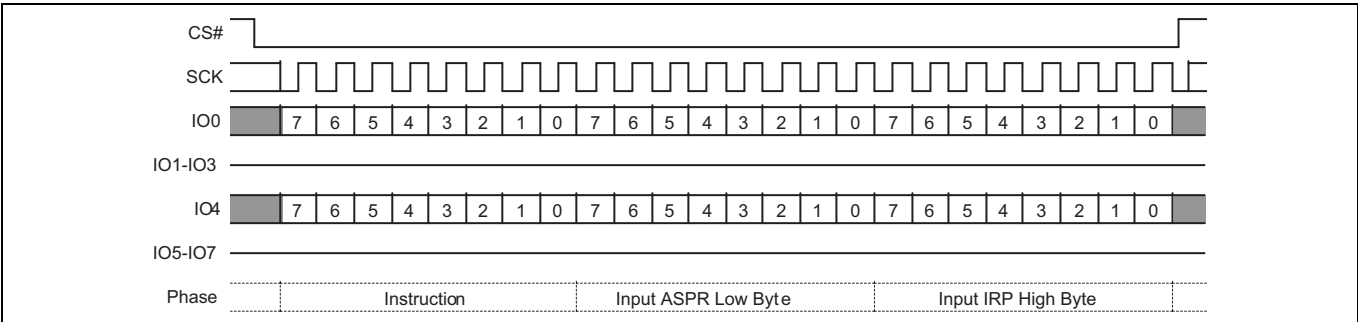 CS#
SCK
IO0 7 6 5 4 3 2 1 0 7 6 5 4 3 2 1 0 7 6 5 4 3 2 1 0
IO1-IO3
IO4 7 6 5 4 3 2 1 0 7 6 5 4 3 2 1 0 7 6 5 4 3 2 1 0
IO5-IO7
Phase Instruction Input ASPR Low Byte Input IRP High Byte